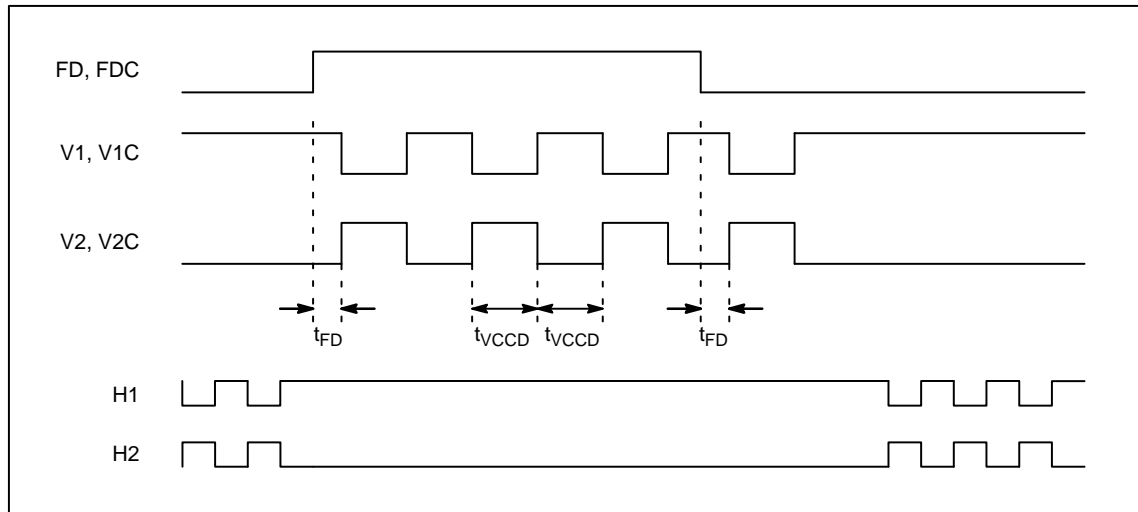 FD, FDC
V1, V1C
V2, V2C
tFD tVCCD tVCCD tFD
H1
H2